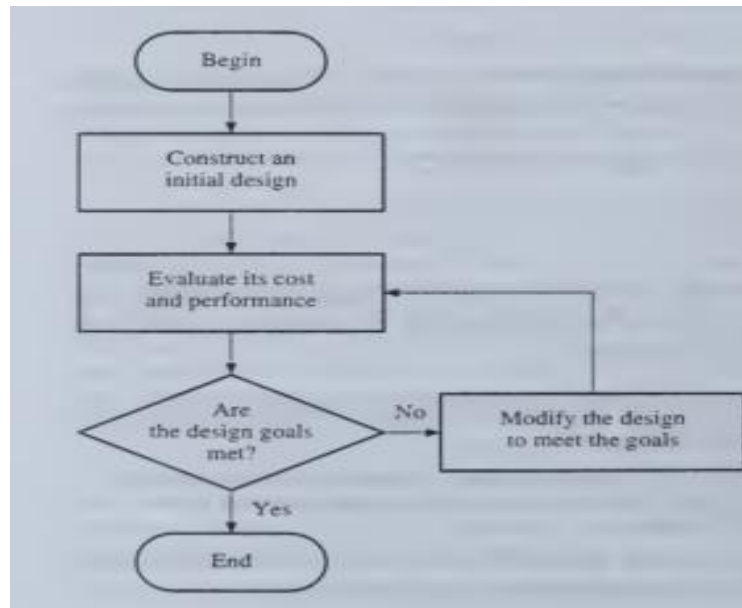 Begin
Construct an
initial design
Evaluate its cost
and performance
Are
the design goals
met?
No
Modify the design
to meet the goals
Yes
End